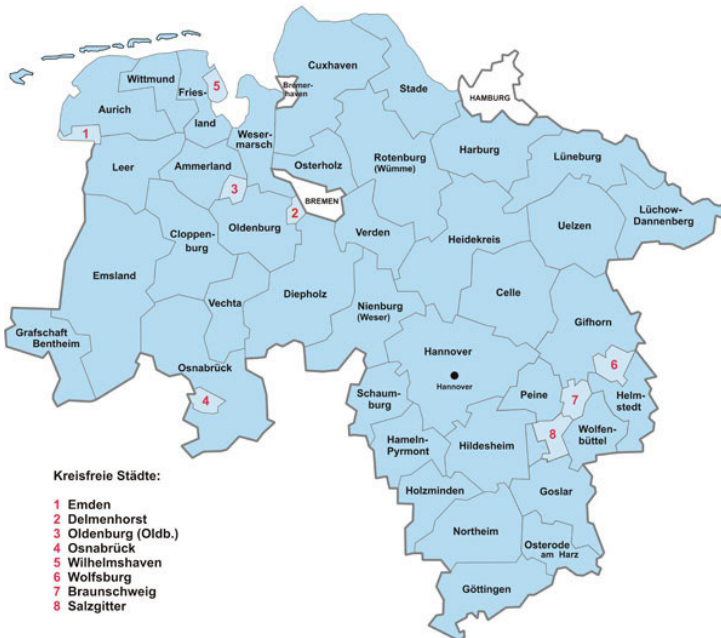 Cuxhaven
Wittmund
Fries-
land
5
Bremer-
haven
Stade
HAMBURG
Aurich
1
Weser-
marsch
Leer
Ammerland
3
Osterholz
Rotenburg
(Wümme)
Harburg
Lüneburg
BREMEN
2
Oldenburg
Cloppen-
burg
Verden
Heidekreis
Uelzen
Lüchow-
Dannenberg
Emsland
Vechta
Diepholz
Nienburg
(Weser)
Celle
Gifhorn
Grafschaft
Bentheim
Osnabrück
4
Hannover
Hannover
6
Schaum-
burg
Peine
7
Helm-
stedt
8
Wolfen-
büttel
Hameln-
Pyrmont
Hildesheim
Holzminden
Goslar
Northeim
Osterode
am Harz
Göttingen
Kreisfreie Städte:
1 Emden
2 Delmenhorst
3 Oldenburg (Oldb.)
4 Osnabrück
5 Wilhelmshaven
6 Wolfsburg
7 Braunschweig
8 Salzgitter